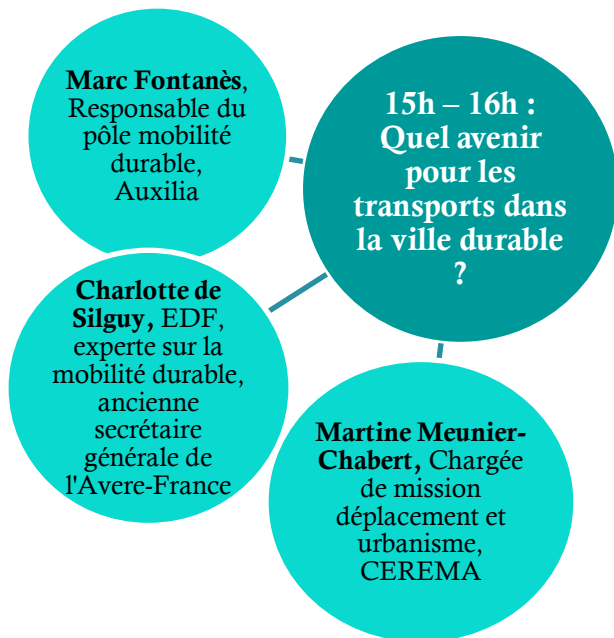 Marc Fontanès,
Responsable du
pôle mobilité
durable,
Auxilia
15h – 16h :
Quel avenir
pour les
transports dans
la ville durable
?
Charlotte de
Silguy, EDF,
experte sur la
mobilité durable,
ancienne
secrétaire
générale de
l'Avere-France
Martine Meunier-
Chabert, Chargée
de mission
déplacement et
urbanisme,
CEREMA